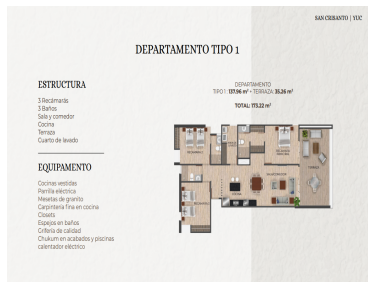 SAN CRISANTO | YUC
DEPARTAMENTO TIPO 1
ESTRUCTURA
3 Recámaras
3 Baños
Sala y comedor
Cocina
Terraza
Cuarto de lavado
DEPARTAMENTO
TIPO 1: 137.96 m² + TERRAZA: 35.26 m²
TOTAL: 173.22 m²
EQUIPAMENTO
Cocinas vestidas
Parrilla eléctrica
Mesetas de granito
Carpintería fina en cocina
Closets
Espejos en baños
Grifería de calidad
Chukum en acabados y piscinas
calentador eléctrico